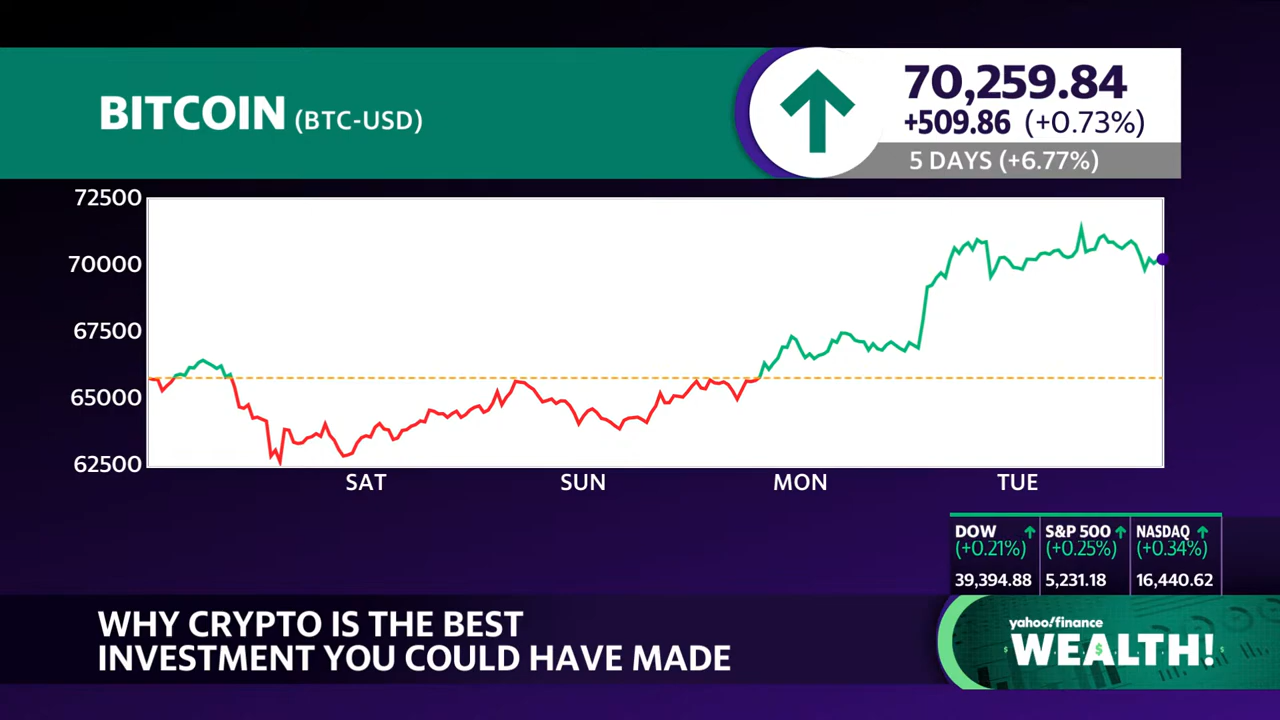 BITCOIN (BTC-USD)
70,259.84
+509.86 (+0.73%)
5 DAYS (+6.77%)
72500
70000
67500
65000
62500
SAT SUN MON TUE
DOW S&P 500 NASDAQ
(+0.21%) (+0.25%) (+0.34%)
39,394.88 5,231.18 16,440.62
WHY CRYPTO IS THE BEST
INVESTMENT YOU COULD HAVE MADE
yahoo!finance
WEALTH!